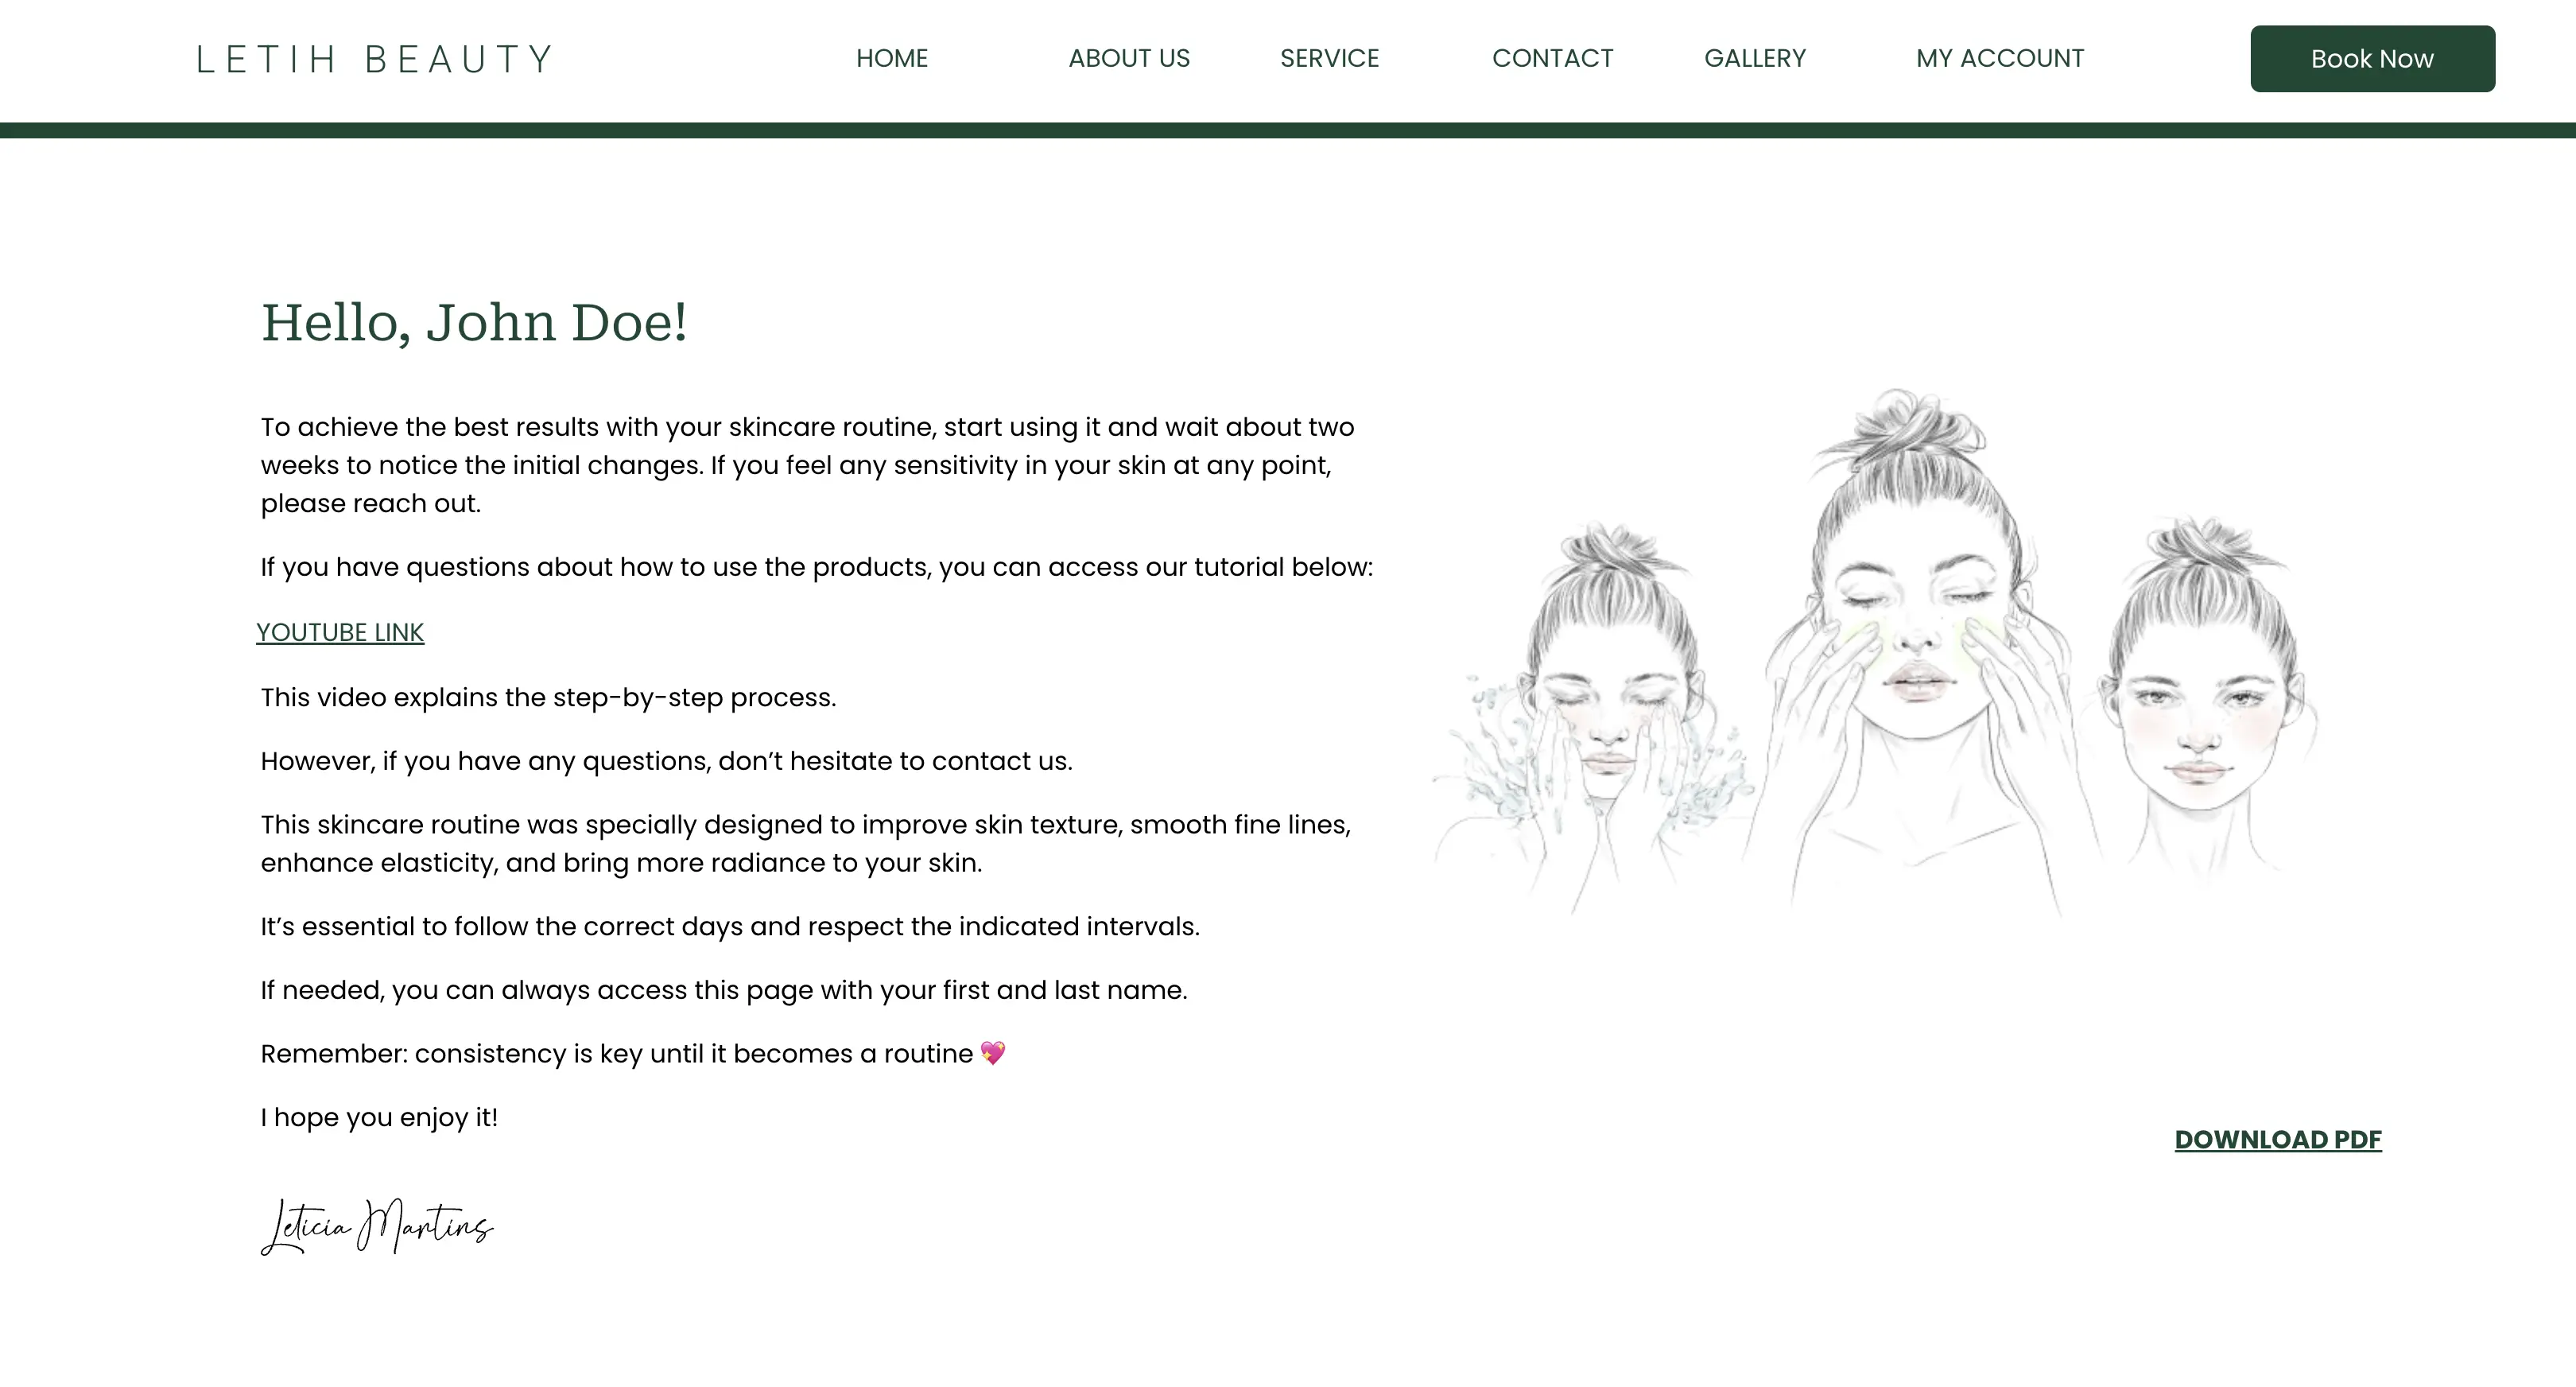 LETIH BEAUTY
HOME
ABOUT US
SERVICE
CONTACT
GALLERY
MY ACCOUNT
Book Now
Hello, John Doe!
To achieve the best results with your skincare routine, start using it and wait about two
weeks to notice the initial changes. If you feel any sensitivity in your skin at any point,
please reach out.
If you have questions about how to use the products, you can access our tutorial below:
YOUTUBE LINK
This video explains the step-by-step process.
However, if you have any questions, don’t hesitate to contact us.
This skincare routine was specially designed to improve skin texture, smooth fine lines,
enhance elasticity, and bring more radiance to your skin.
It’s essential to follow the correct days and respect the indicated intervals.
If needed, you can always access this page with your first and last name.
Remember: consistency is key until it becomes a routine 💖
I hope you enjoy it!
DOWNLOAD PDF
Leticia Martins